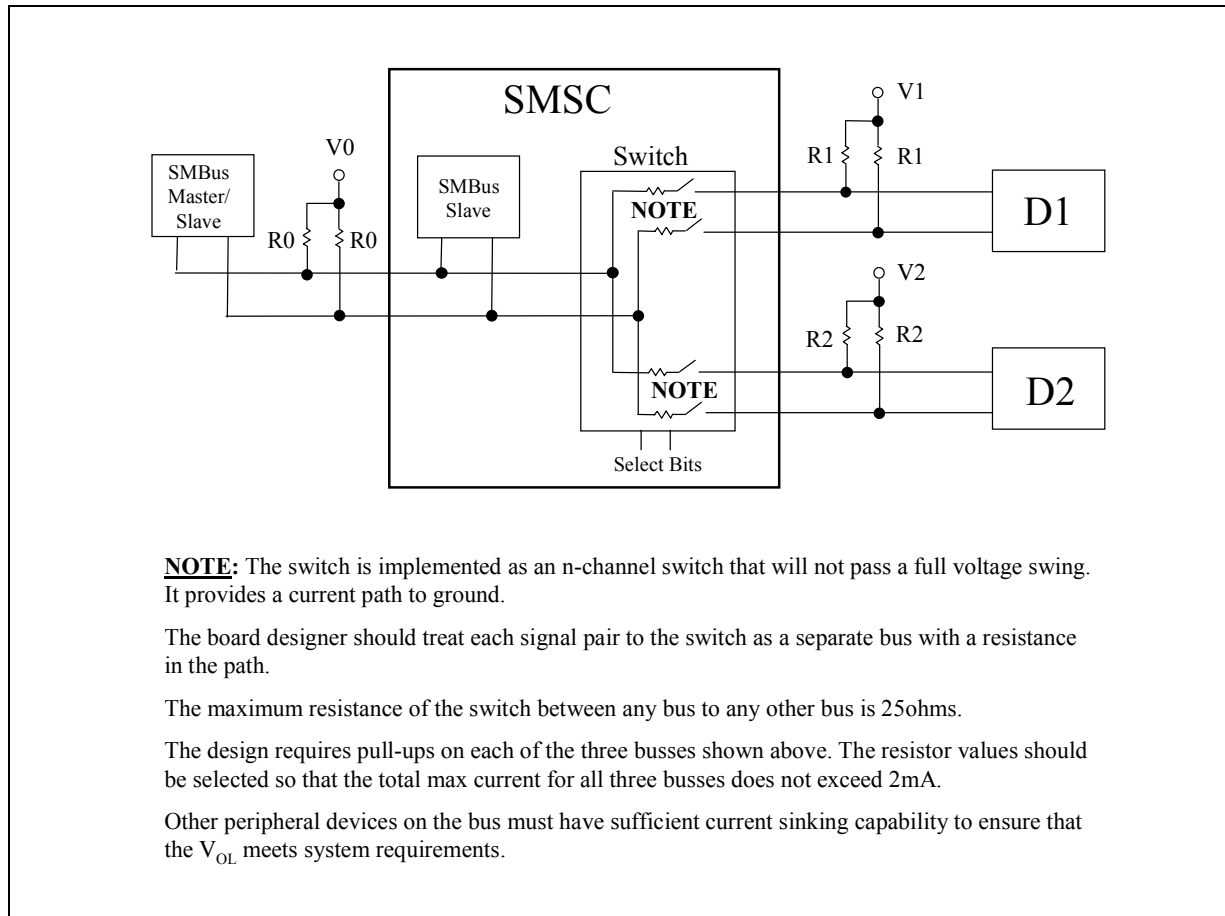 SMSC
V1
V0
R1
R1
Switch
SMBus
Master/
Slave
SMBus
Slave
D1
NOTE
R0
R0
V2
R2
R2
NOTE
D2
Select Bits
NOTE: The switch is implemented as an n-channel switch that will not pass a full voltage swing.
It provides a current path to ground.
The board designer should treat each signal pair to the switch as a separate bus with a resistance
in the path.
The maximum resistance of the switch between any bus to any other bus is 25ohms.
The design requires pull-ups on each of the three busses shown above. The resistor values should
be selected so that the total max current for all three busses does not exceed 2mA.
Other peripheral devices on the bus must have sufficient current sinking capability to ensure that
the VOL meets system requirements.